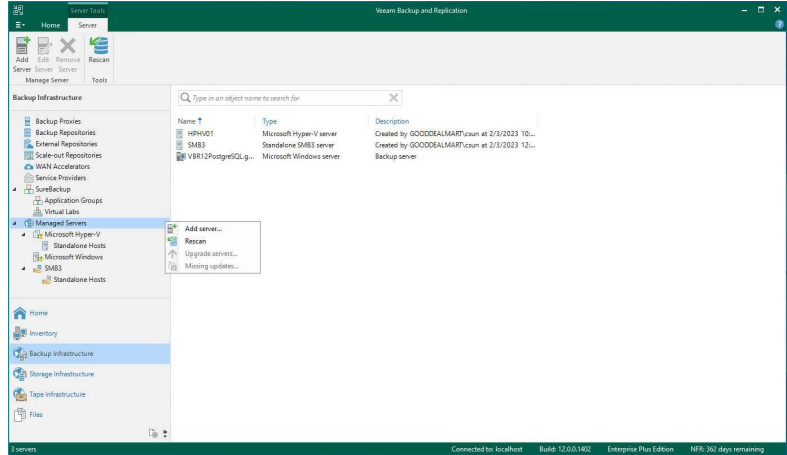 Server Tools
Veeam Backup and Replication
Home Server
Add Server
Edit Server
Remove Server
Rescan
Manage Server
Tools
Backup Infrastructure
Type in an object name to search for
Backup Proxies
Backup Repositories
External Repositories
Scale-out Repositories
WAN Accelerators
Service Providers
SureBackup
Application Groups
Virtual Labs
Managed Servers
Microsoft Hyper-V
Standalone Hosts
Microsoft Windows
SMB3
Standalone Hosts
Name Type Description
HPHV01 Microsoft Hyper-V server Created by GOODDEALMART\csun at 2/3/2023 10:...
SMB3 Standalone SMB3 server Created by GOODDEALMART\csun at 2/3/2023 12:...
VBR12PostgreSQL.g... Microsoft Windows server Backup server
Add server...
Rescan
Upgrade servers...
Missing updates...
Home
Inventory
Backup Infrastructure
Storage Infrastructure
Tape Infrastructure
Files
3 servers
Connected to: localhost Build: 12.0.0.1402 Enterprise Plus Edition NFR: 362 days remaining